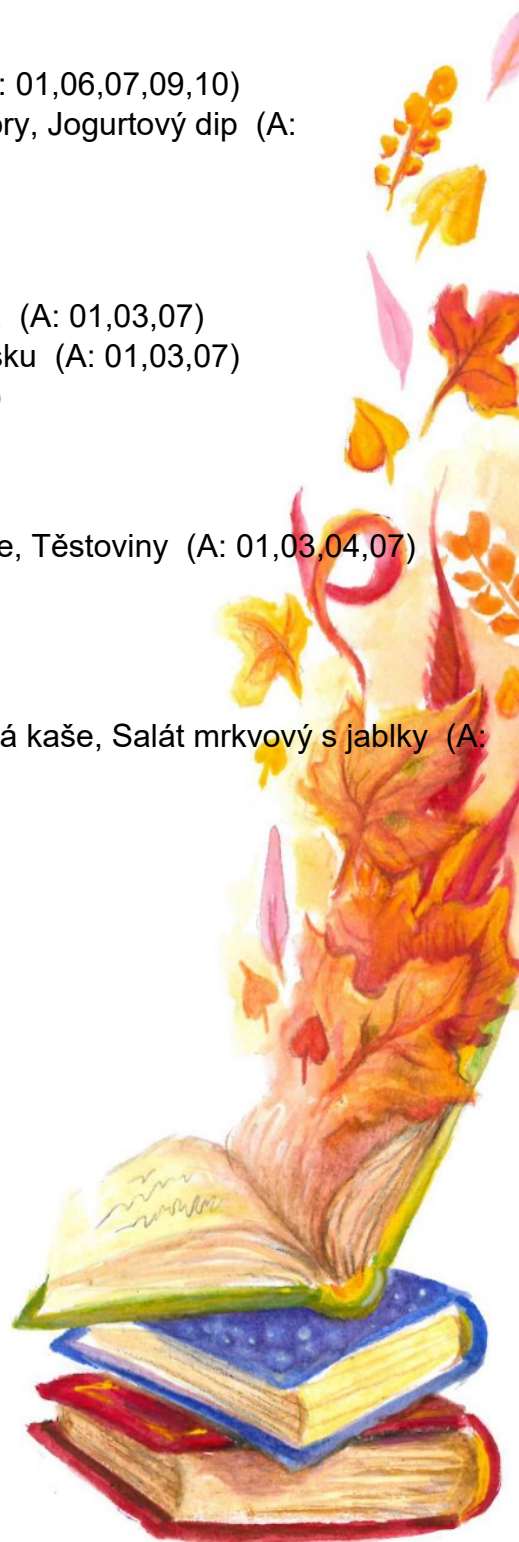 : 01,06,07,09,10)
ory, Jogurtový dip (A:
(A: 01,03,07)
sku (A: 01,03,07)
)
e, Těstoviny (A: 01,03,04,07)
á kaše, Salát mrkvový s jablky (A: